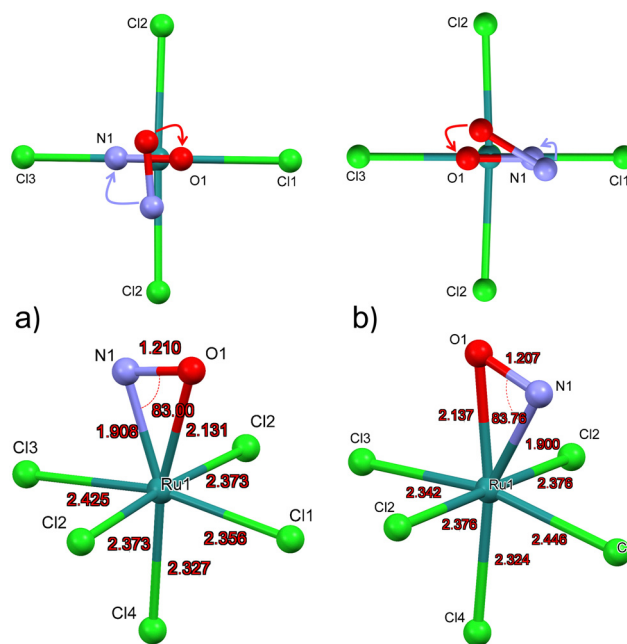 Cl2
Cl2
N1
Cl3
O1
Cl1
Cl3
O1
N1
Cl1
Cl2
Cl2
a)
b)
N1
O1
1.210
O1
1.207
N1
83.00
1.908
2.131
Cl2
2.137
83.76
1.900
Cl3
Cl2
Cl3
Ru1
2.373
2.425
Ru1
2.342
2.376
Cl2
Cl1
Cl2
2.373
2.356
2.376
2.446
C
2.327
2.324
Cl4
Cl4